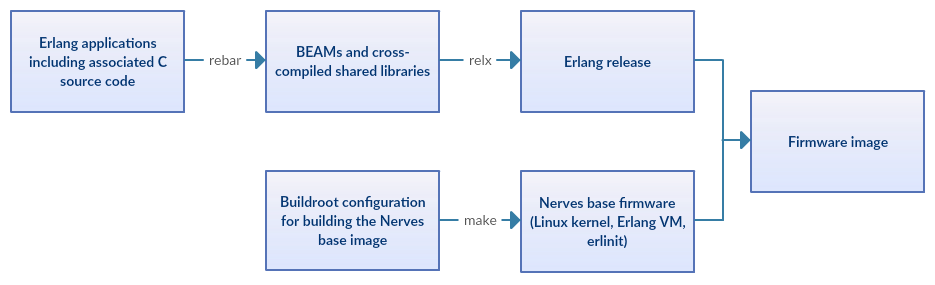 Erlang applications
including associated C
source code
rebar
BEAMs and cross-
compiled shared libraries
relx
Erlang release
Firmware image
Buildroot configuration
for building the Nerves
base image
make
Nerves base firmware
(Linux kernel, Erlang VM,
erlinit)